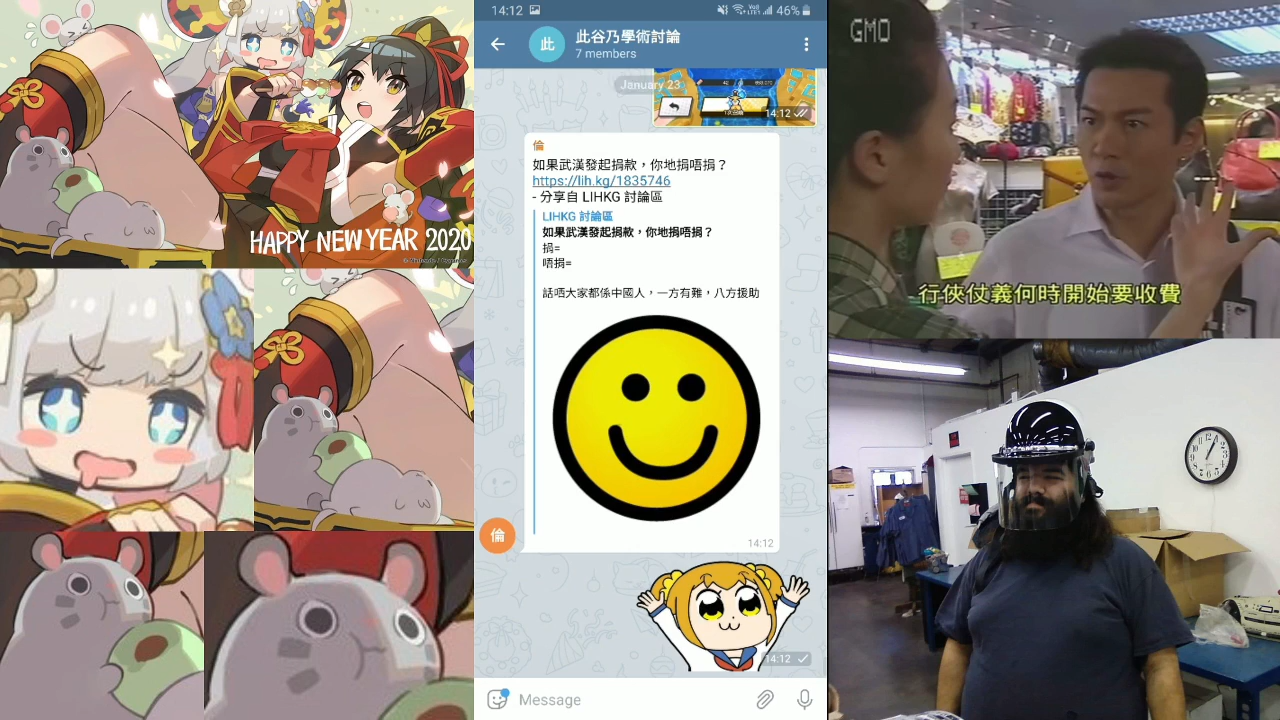 HAPPY NEW YEAR 2020
14:12
46%
此
此谷乃學術討論
7 members
January 23
14:12
倫
如果武漢發起捐款，你地捐唔捐？
https://lih.kg/1835746
- 分享自 LIHKG 討論區
LIHKG 討論區
如果武漢發起捐款，你地捐唔捐？
捐=
唔捐=
話唔大家都係中國人，一方有難，八方援助
倫
14:12
14:12
Message
GMO
行俠仗義何時開始要收費